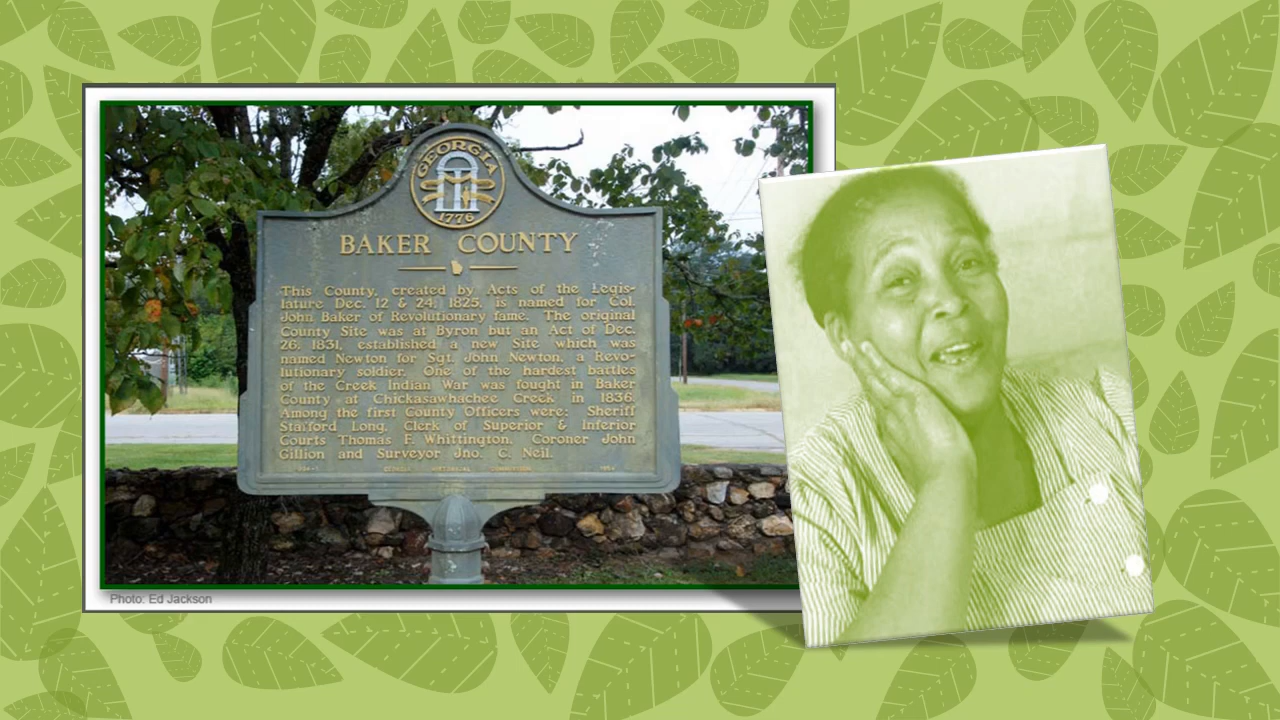 GEORGIA
1776
BAKER COUNTY
This County, created by Acts of the Legis-
lature Dec. 12 & 24, 1825, is named for Col.
John Baker of Revolutionary fame. The original
County Site was at Byron but an Act of Dec.
26, 1831, established a new Site which was
named Newton for Sgt. John Newton, a Revo-
lutionary soldier. One of the hardest battles
of the Creek Indian War was fought in Baker
County at Chickasawhachee Creek in 1836.
Among the first County Officers were: Sheriff
Stafford Long, Clerk of Superior & Inferior
Courts Thomas F. Whittington, Coroner John
Gillion and Surveyor Jno. C. Neil.
GEORGIA HISTORICAL COMMISSION 1954
Photo: Ed Jackson